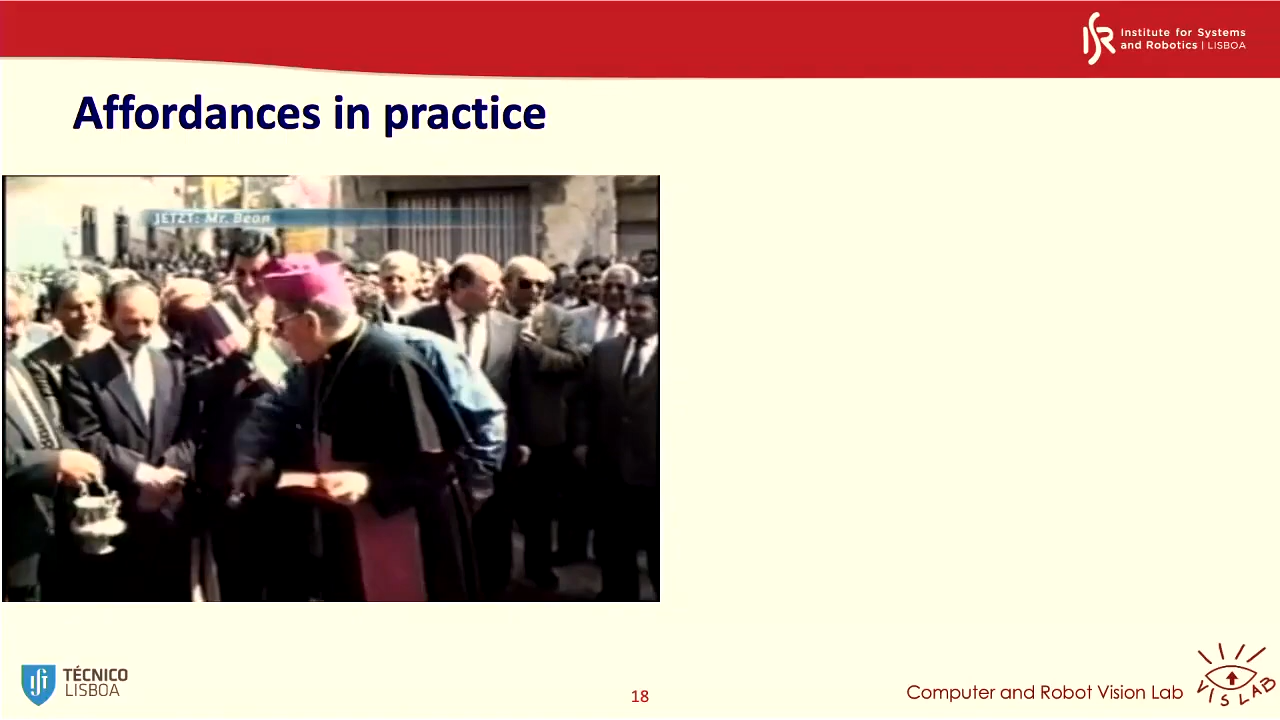 Institute for Systems
and Robotics | LISBOA
Affordances in practice
JETZT: Mr. Bean
TÉCNICO
LISBOA
18
Computer and Robot Vision Lab
VISLAB